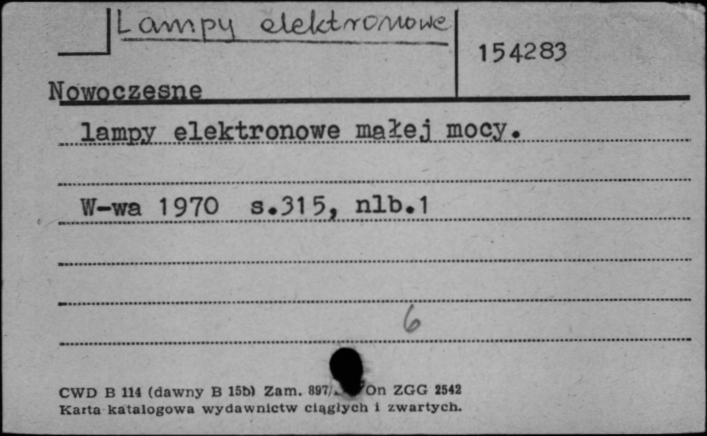 Lampy elektronowe
154283
Nowoczesne
lampy elektronowe małej mocy.
W-wa 1970 s.315, nlb.1
6
CWD B 114 (dawny B 15b) Zam. 897/ On ZGG 2542
Karta katalogowa wydawnictw ciągłych i zwartych.